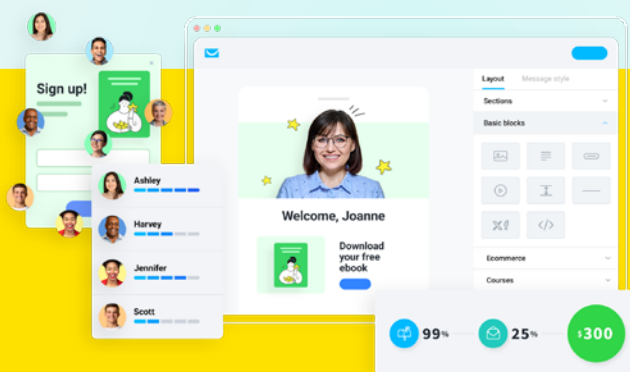 Sign up!
Ashley
Harvey
Jennifer
Scott
Welcome, Joanne
Download
your free
ebook
Layout Message style
Sections
Basic blocks
</>
Ecommerce
Courses
99%
25%
$300